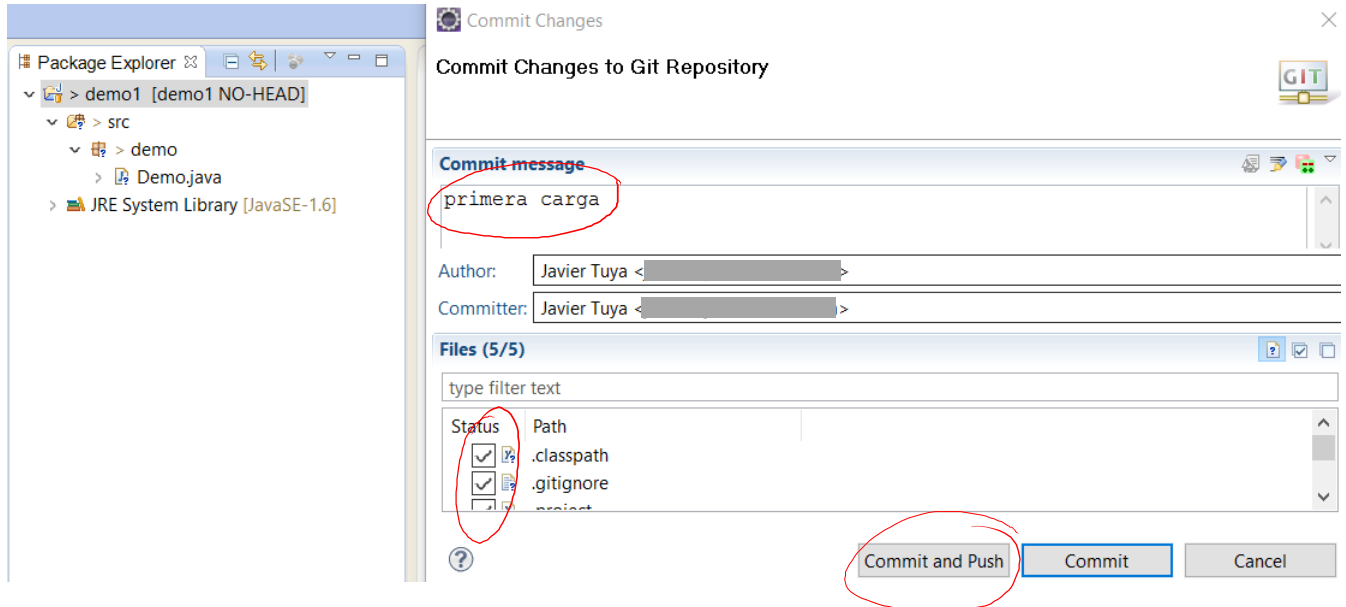 Commit Changes
Package Explorer
Commit Changes to Git Repository
GIT
> demo1 [demo1 NO-HEAD]
> src
> demo
Demo.java
JRE System Library [JavaSE-1.6]
Commit message
primera carga
Author: Javier Tuya < >
Committer: Javier Tuya < >
Files (5/5)
type filter text
Status Path
.classpath
.gitignore
.project
Commit and Push Commit Cancel